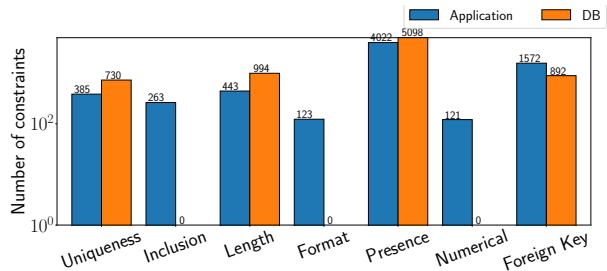 Application DB
Number of constraints
10^2
10^0
385 730 263 0 443 994 123 0 4022 5098 121 0 1572 892
Uniqueness Inclusion Length Format Presence Numerical Foreign Key